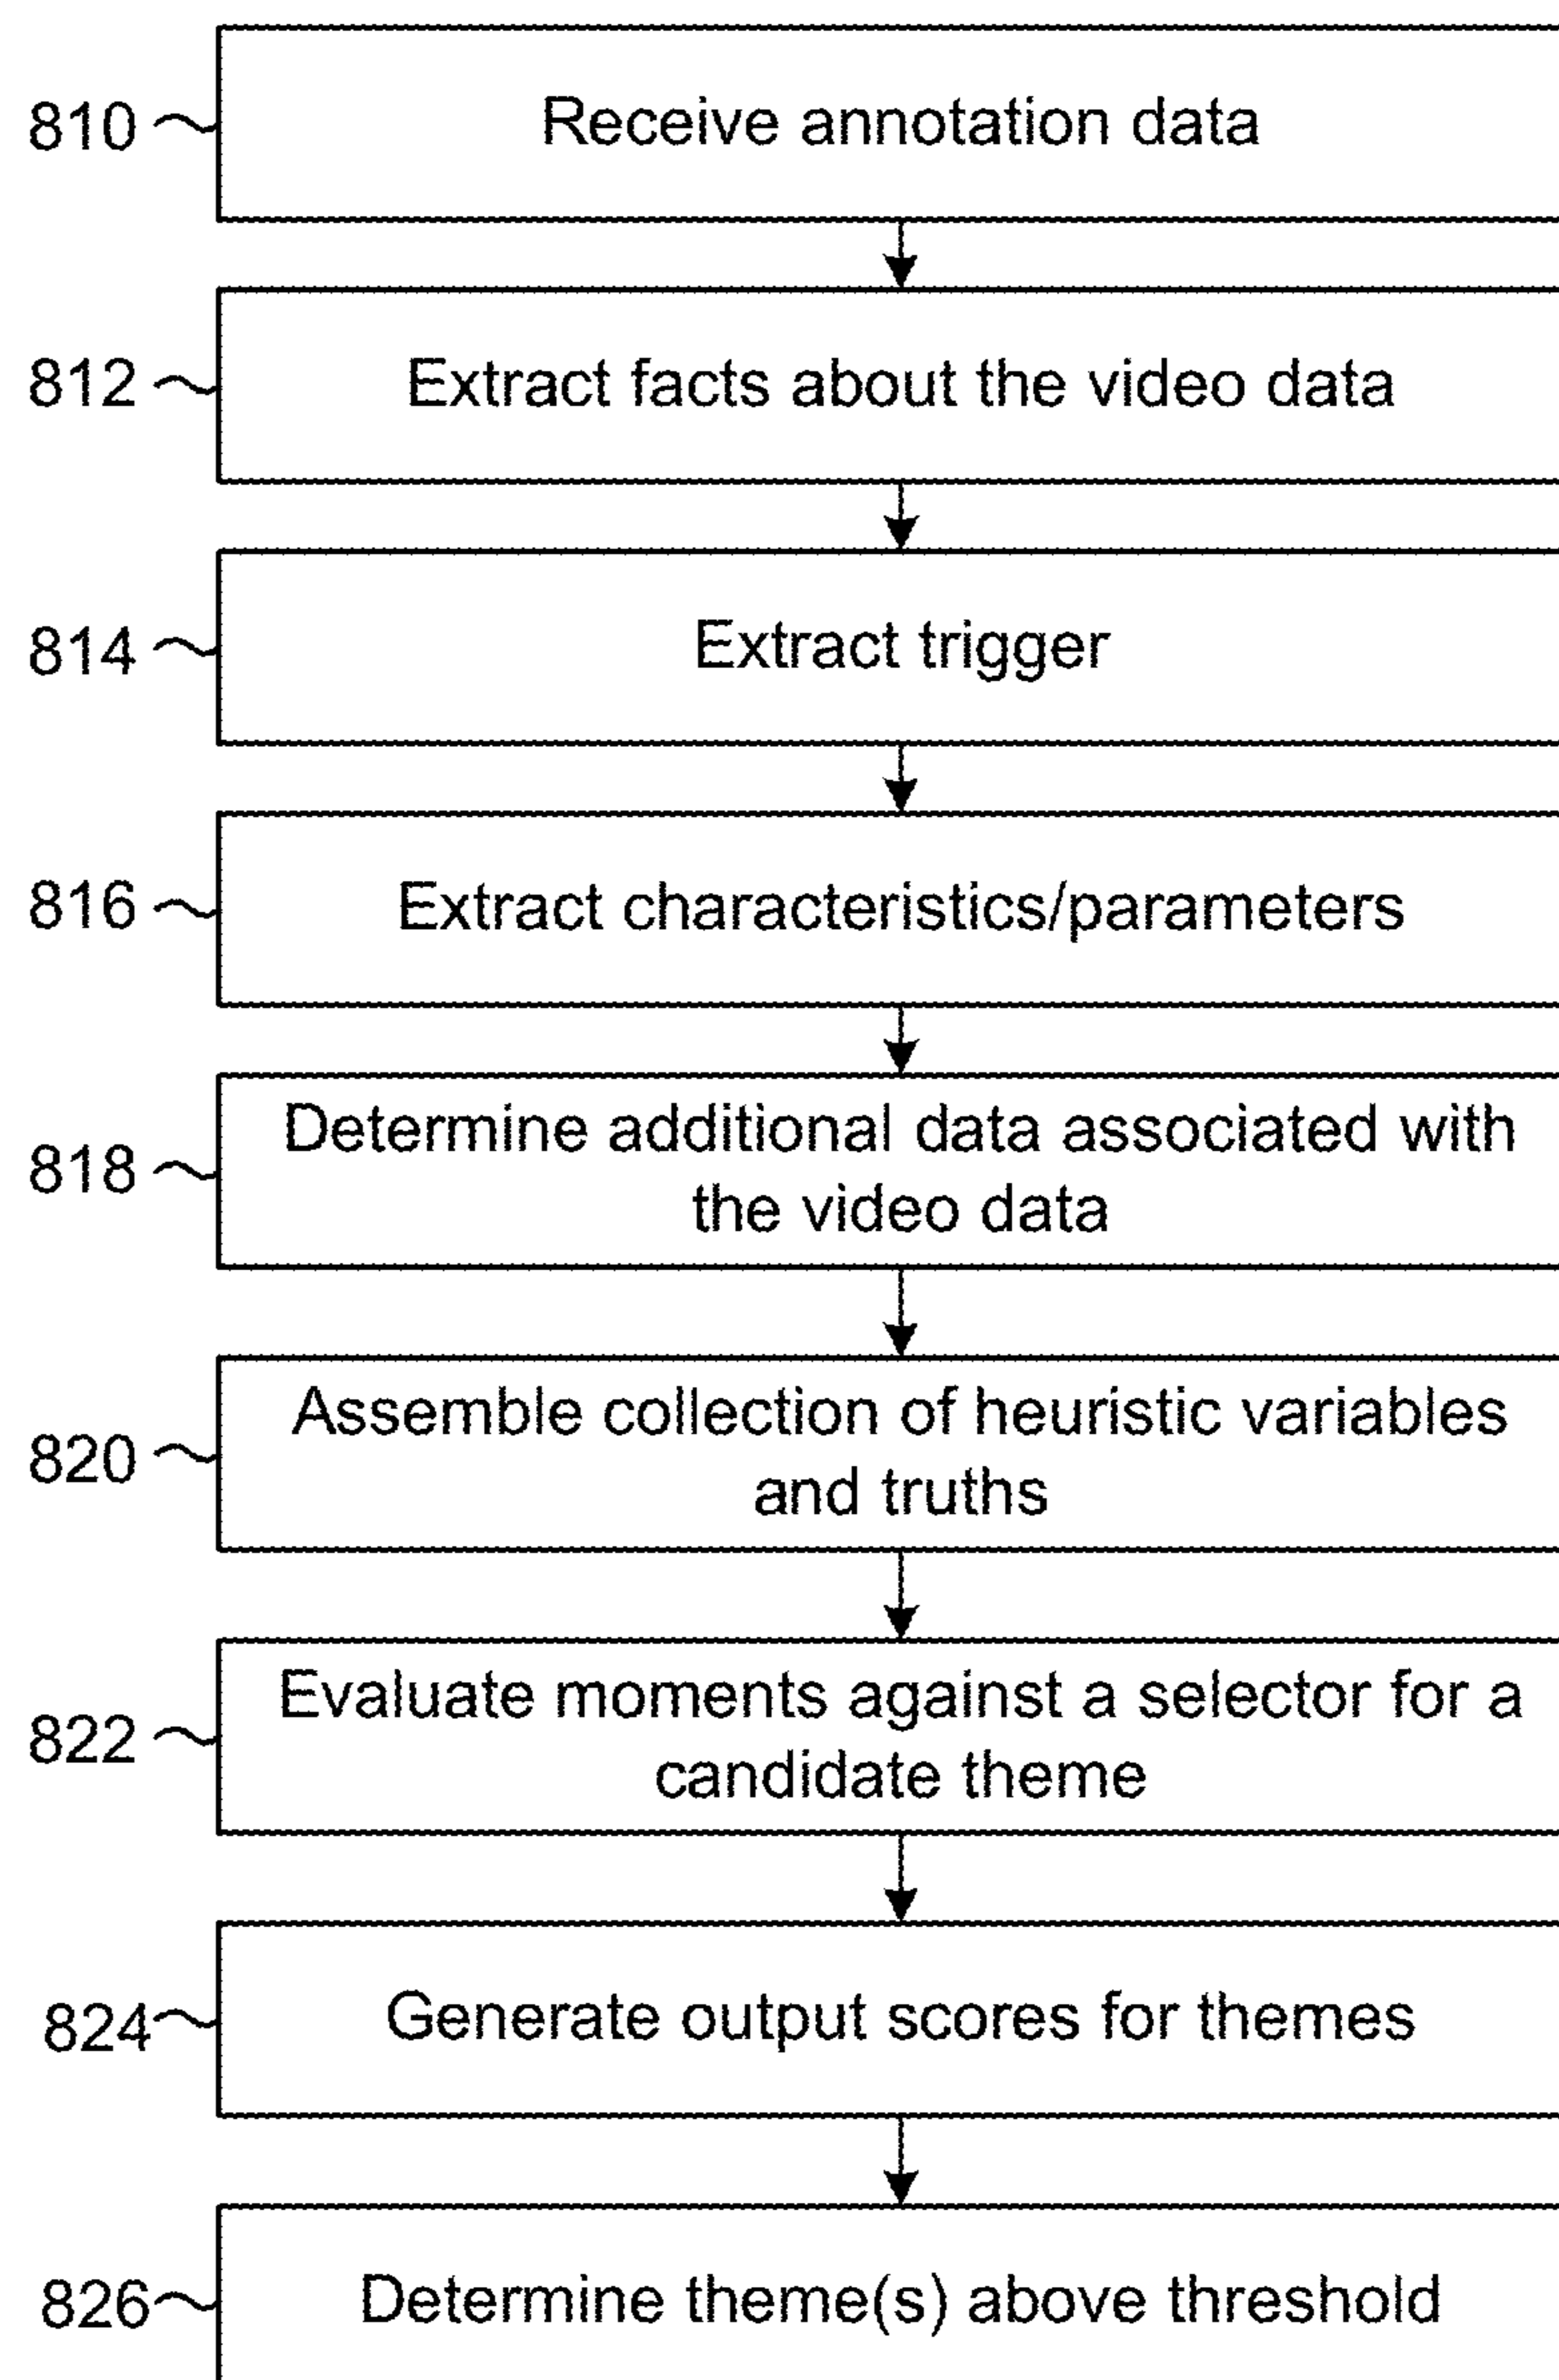 810 Receive annotation data
812 Extract facts about the video data
814 Extract trigger
816 Extract characteristics/parameters
818 Determine additional data associated with
the video data
820 Assemble collection of heuristic variables
and truths
822 Evaluate moments against a selector for a
candidate theme
824 Generate output scores for themes
826 Determine theme(s) above threshold